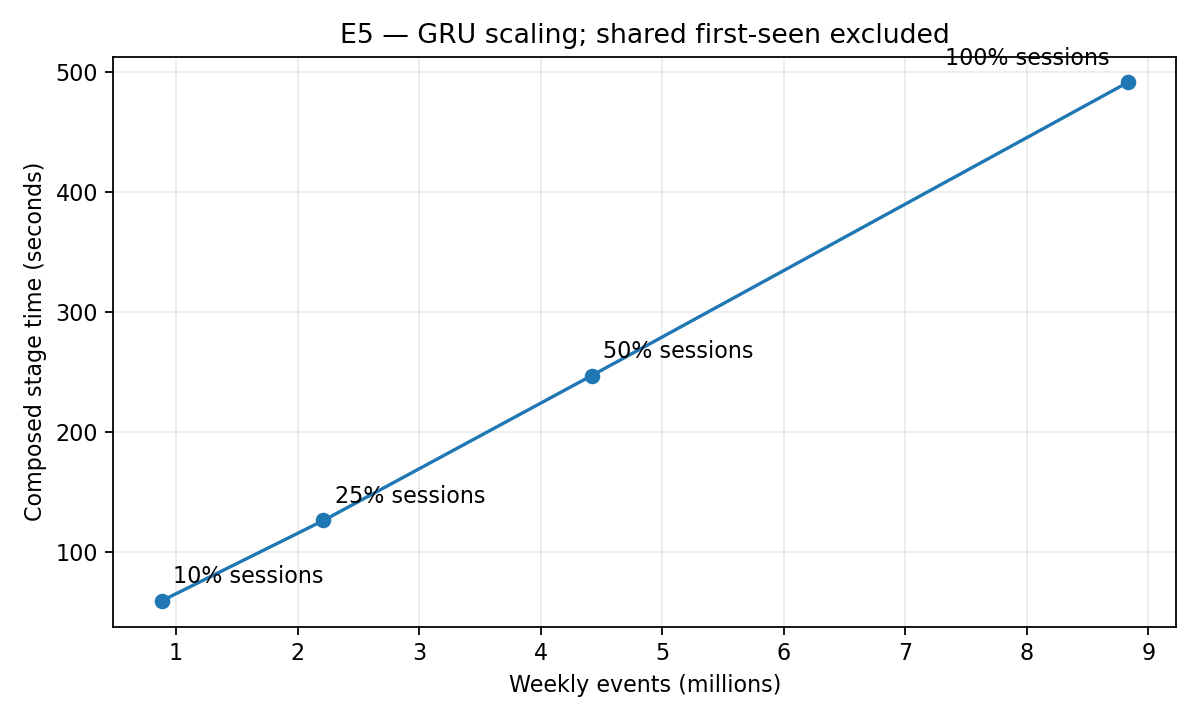 E5 — GRU scaling; shared first-seen excluded
100% sessions
500
400
300
200
100
Composed stage time (seconds)
50% sessions
25% sessions
10% sessions
1 2 3 4 5 6 7 8 9
Weekly events (millions)